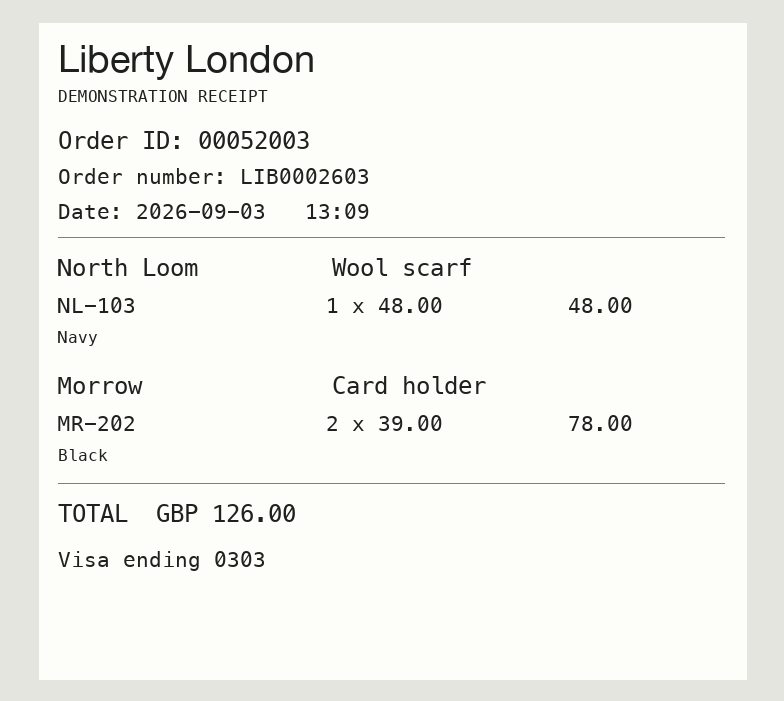 Liberty London
DEMONSTRATION RECEIPT
Order ID: 00052003
Order number: LIB0002603
Date: 2026-09-03 13:09
North Loom Wool scarf
NL-103 1 x 48.00 48.00
Navy
Morrow Card holder
MR-202 2 x 39.00 78.00
Black
TOTAL GBP 126.00
Visa ending 0303